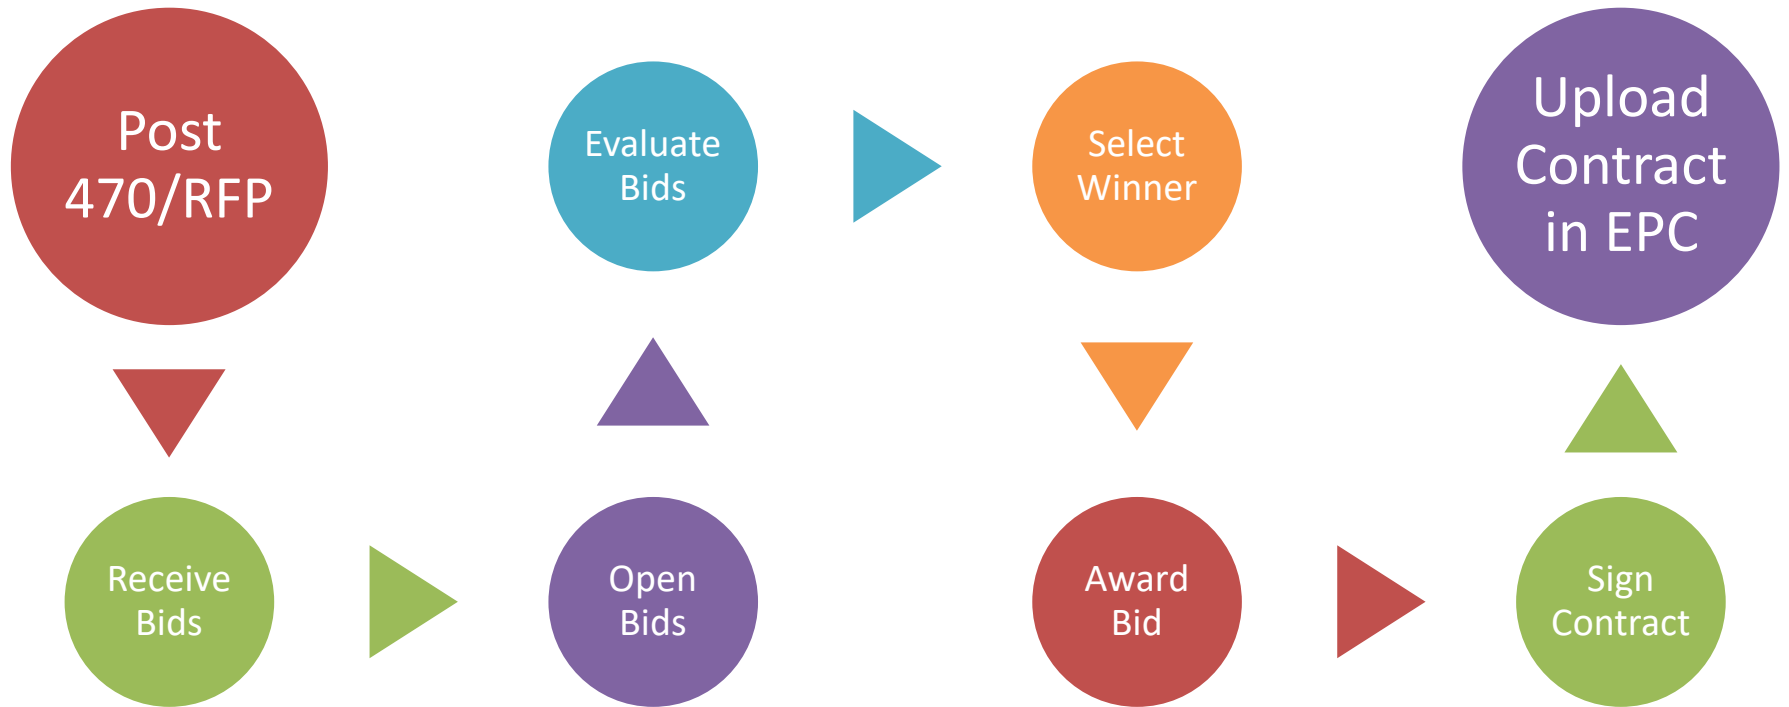 Post
470/RFP
Receive
Bids
Open
Bids
Evaluate
Bids
Select
Winner
Award
Bid
Sign
Contract
Upload
Contract
in EPC